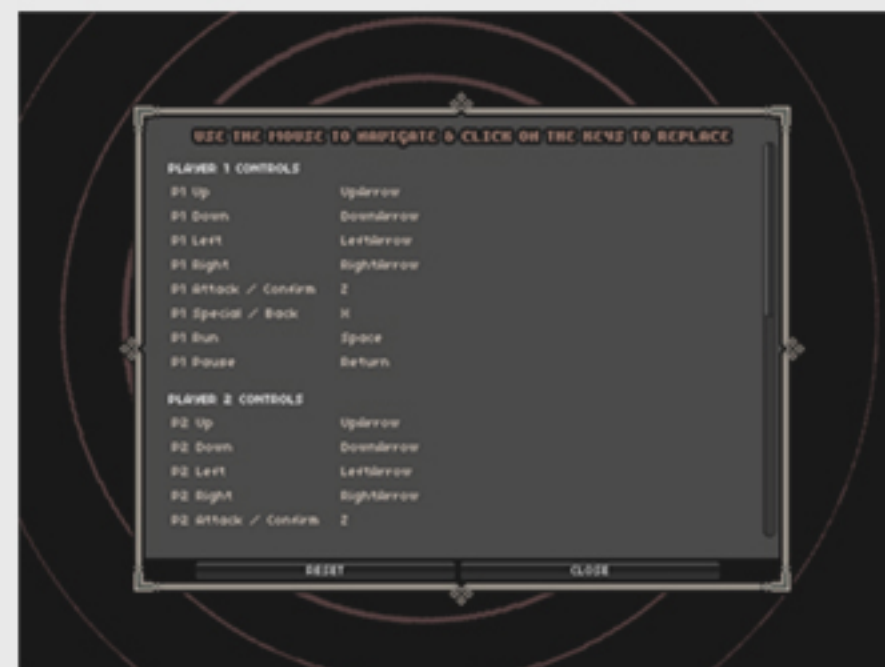 USE THE MOUSE TO NAVIGATE & CLICK ON THE KEYS TO REPLACE
PLAYER 1 CONTROLS
P1 Up UpArrow
P1 Down DownArrow
P1 Left LeftArrow
P1 Right RightArrow
P1 Attack / Confirm Z
P1 Special / Back X
P1 Run Space
P1 Pause Return
PLAYER 2 CONTROLS
P2 Up UpArrow
P2 Down DownArrow
P2 Left LeftArrow
P2 Right RightArrow
P2 Attack / Confirm Z
RESET CLOSE